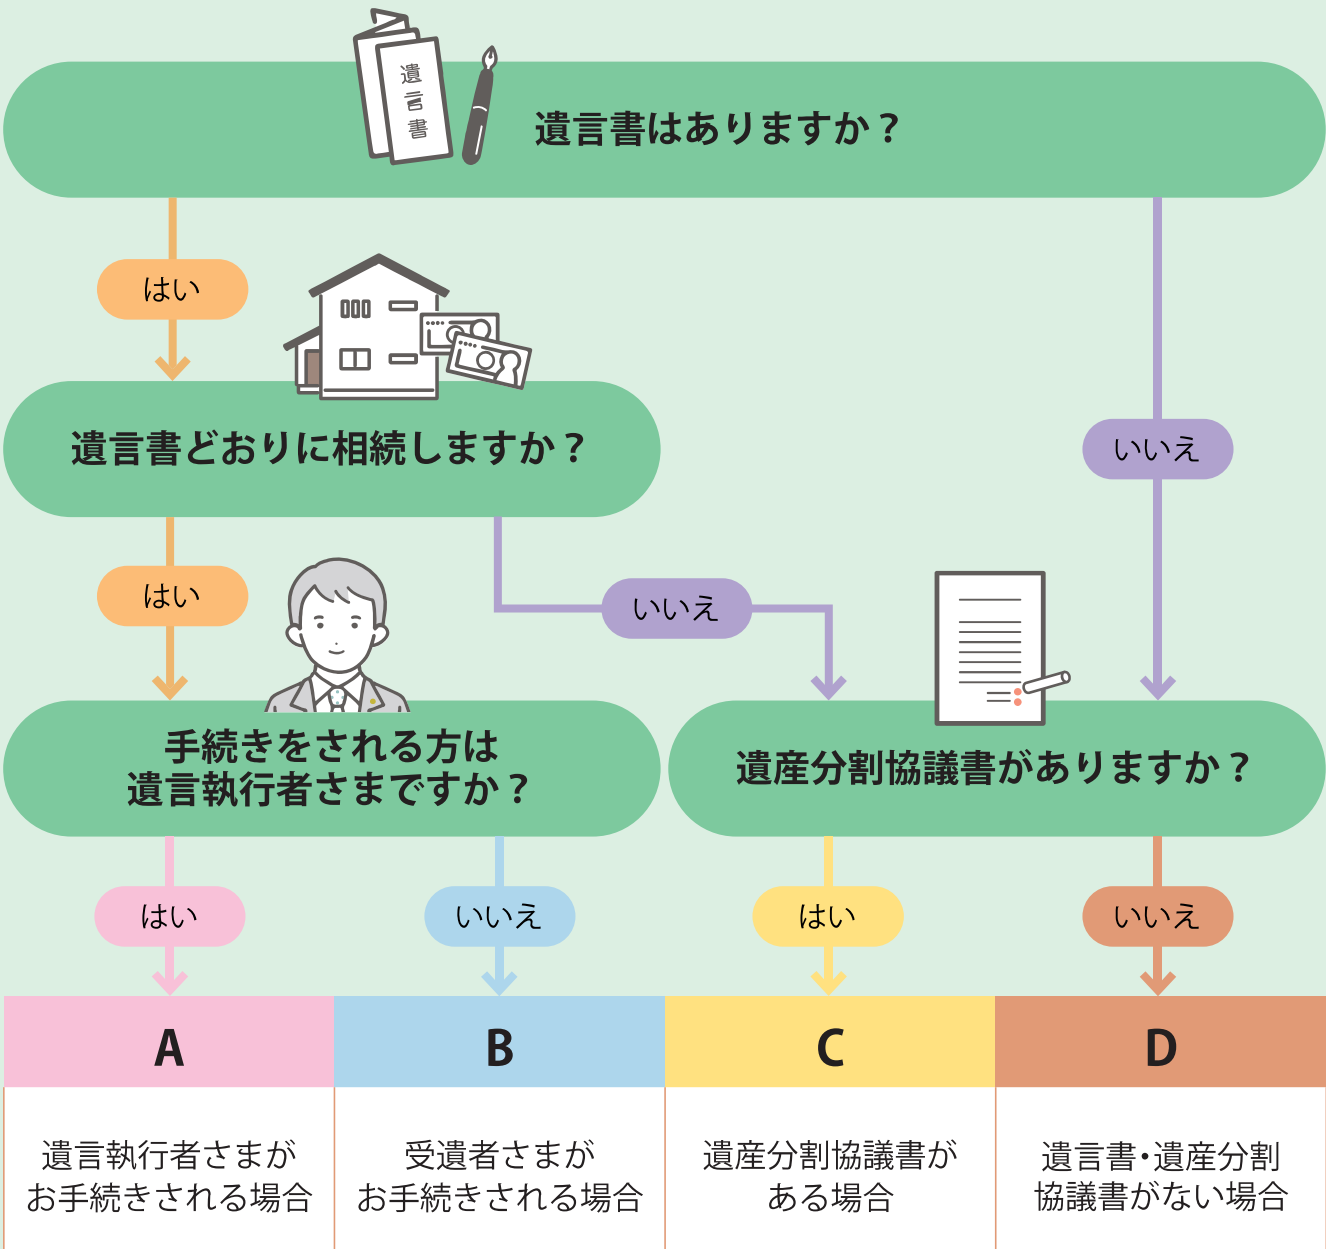 遺言書
遺言書はありますか？
はい
いいえ
遺言書どおりに相続しますか？
はい
いいえ
手続きをされる方は
遺言執行者さまですか？
遺産分割協議書がありますか？
はい
いいえ
はい
いいえ
A
B
C
D
遺言執行者さまが
お手続きされる場合
受遺者さまが
お手続きされる場合
遺産分割協議書が
ある場合
遺言書・遺産分割
協議書がない場合